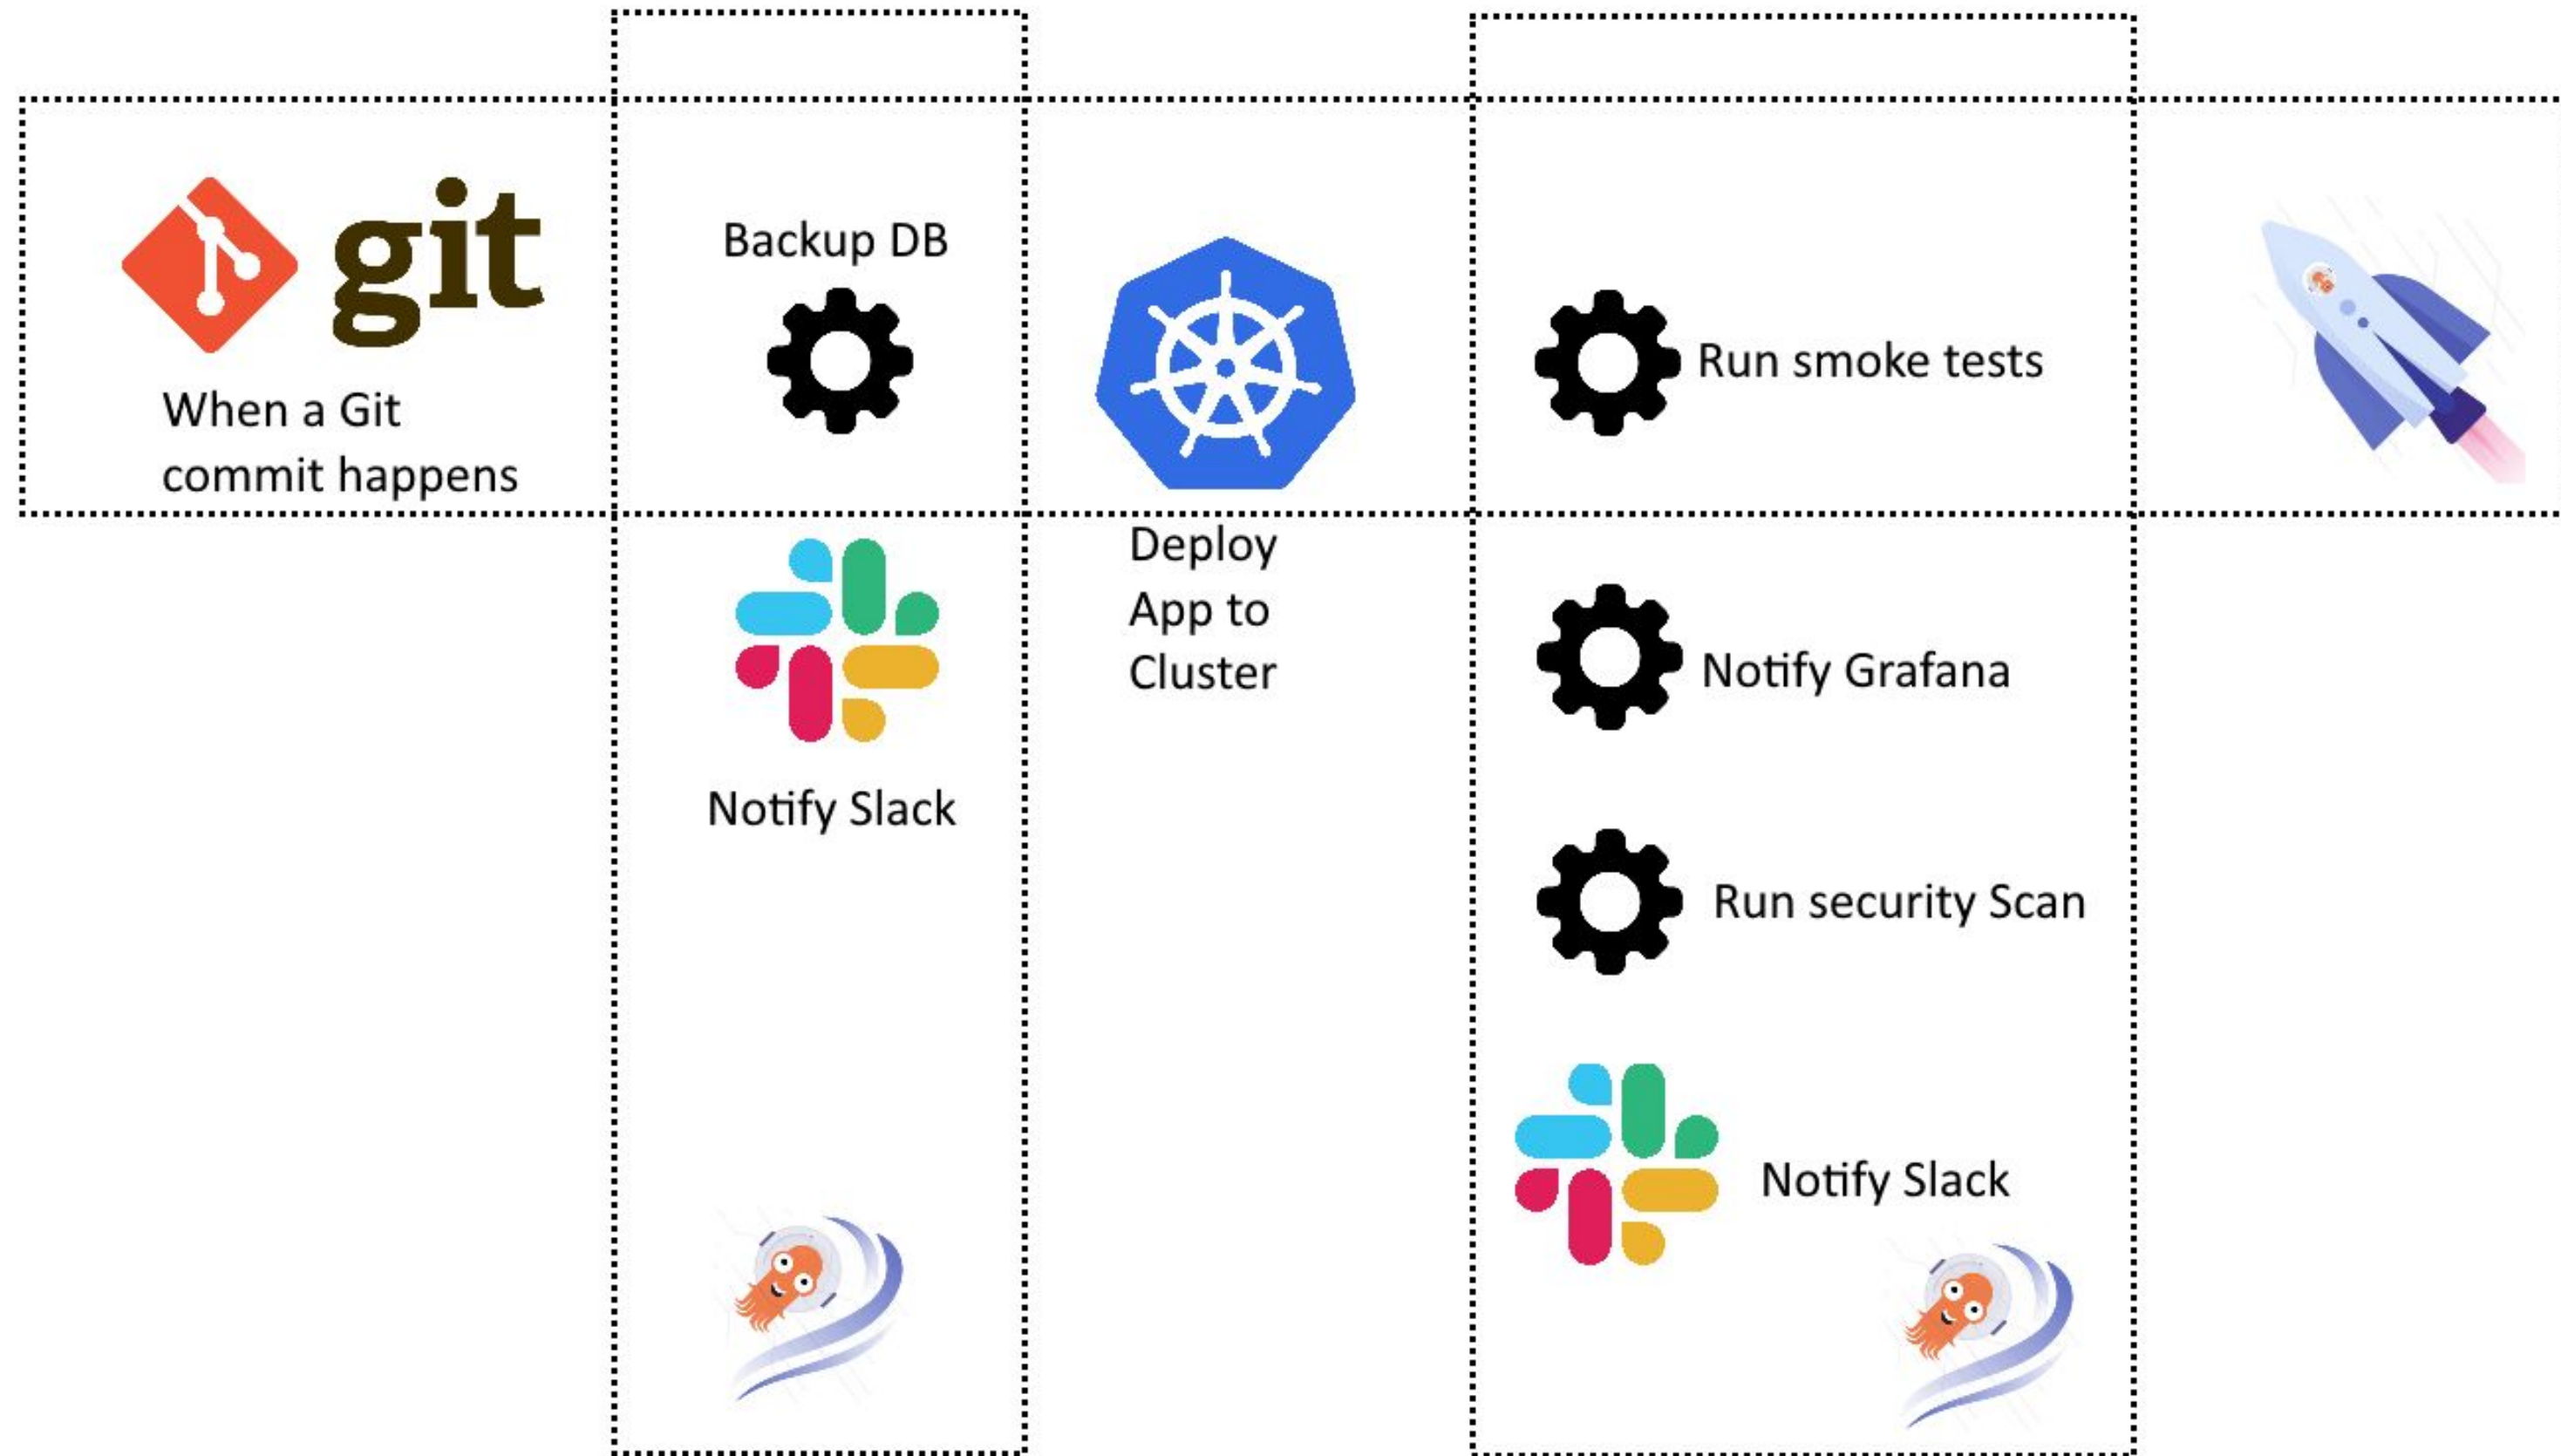 git
When a Git
commit happens
Backup DB
Notify Slack
Deploy
App to
Cluster
Run smoke tests
Notify Grafana
Run security Scan
Notify Slack